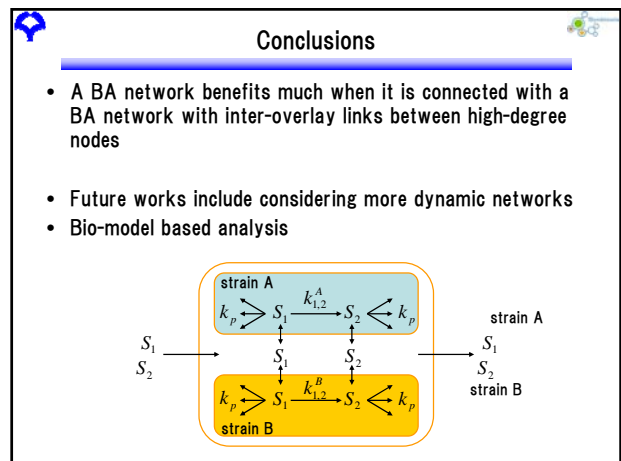 Conclusions
• A BA network benefits much when it is connected with a
BA network with inter-overlay links between high-degree
nodes
• Future works include considering more dynamic networks
• Bio-model based analysis
strain A
k_p S_1 k_{1,2}^A S_2 k_p
S_1 S_2
k_p S_1 k_{1,2}^B S_2 k_p
strain B
S_1
S_2
strain A
S_1
S_2
strain B